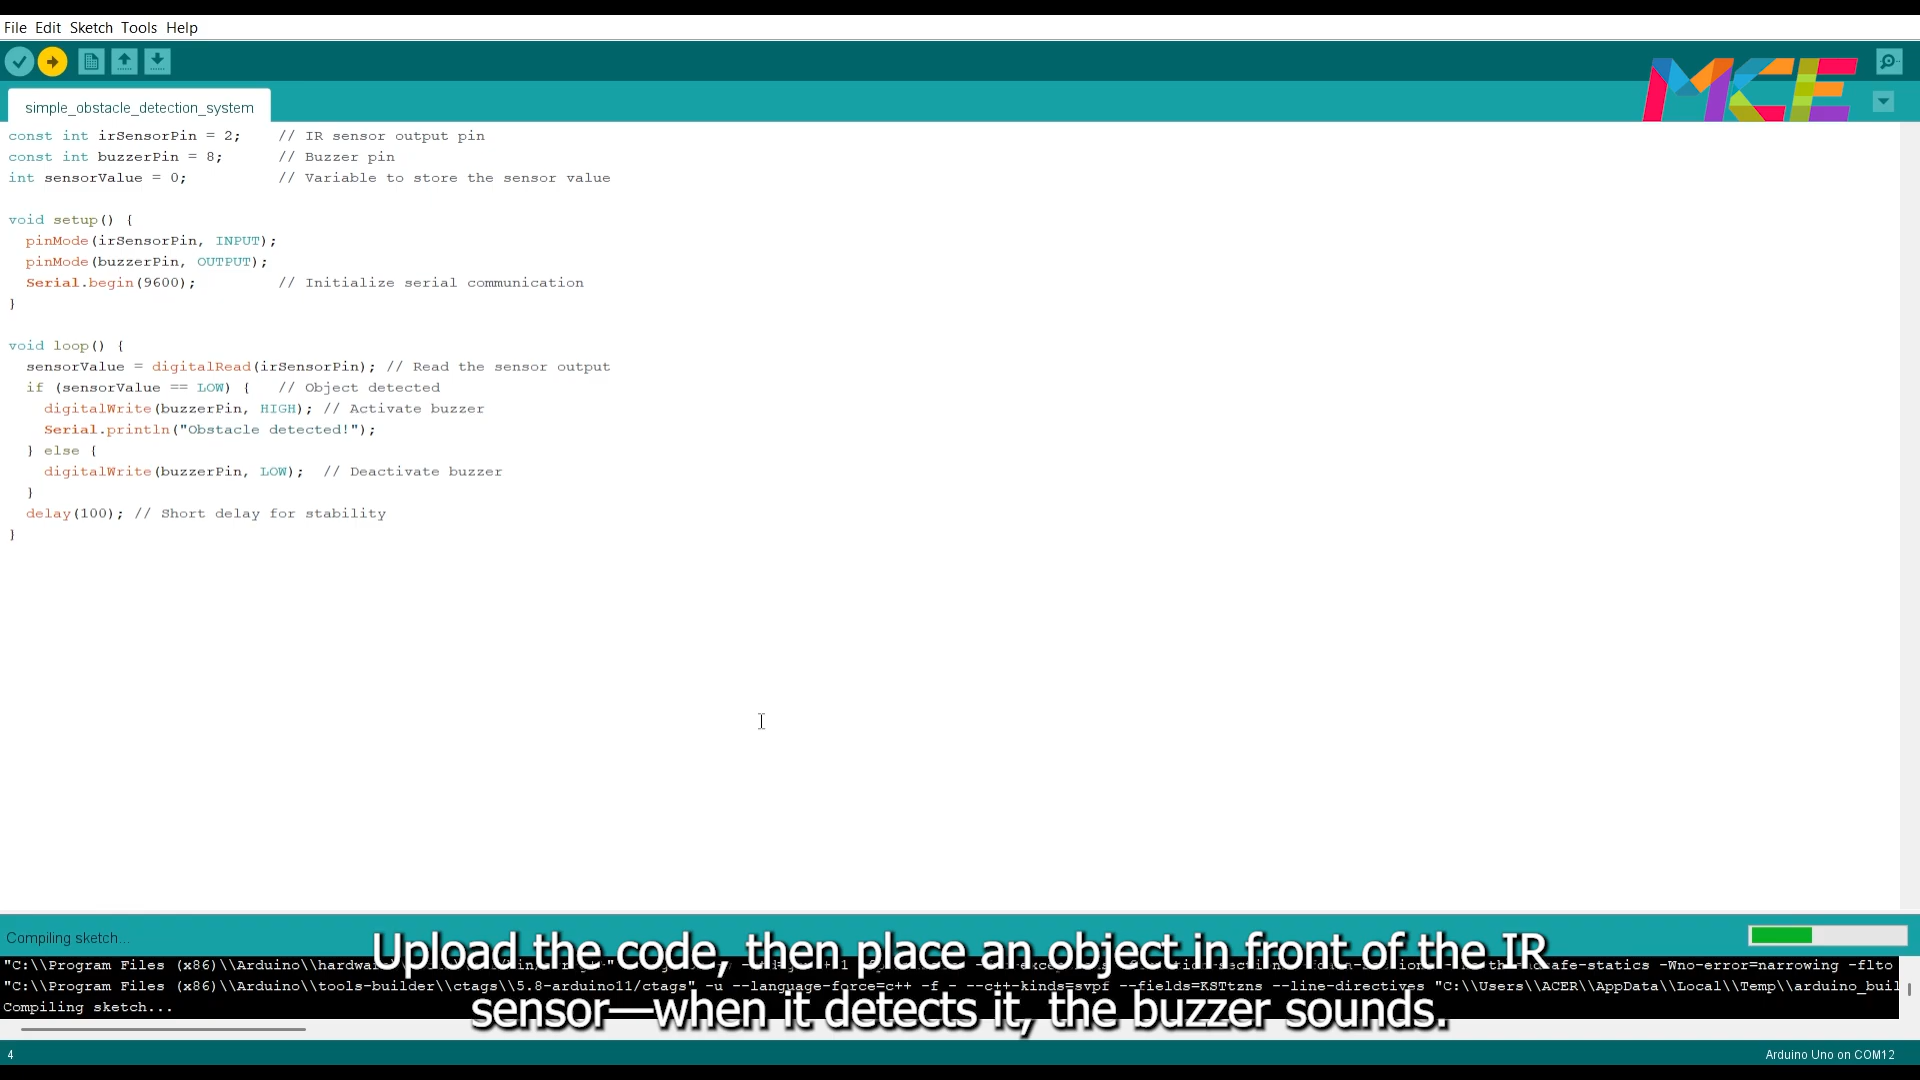 File Edit Sketch Tools Help
MCE
simple_obstacle_detection_system
const int irSensorPin = 2;    // IR sensor output pin
const int buzzerPin = 8;      // Buzzer pin
int sensorValue = 0;          // Variable to store the sensor value
void setup() {
  pinMode(irSensorPin, INPUT);
  pinMode(buzzerPin, OUTPUT);
  Serial.begin(9600);         // Initialize serial communication
}
void loop() {
  sensorValue = digitalRead(irSensorPin); // Read the sensor output
  if (sensorValue == LOW) {   // Object detected
    digitalWrite(buzzerPin, HIGH); // Activate buzzer
    Serial.println("Obstacle detected!");
  } else {
    digitalWrite(buzzerPin, LOW);  // Deactivate buzzer
  }
  delay(100); // Short delay for stability
}
Compiling sketch...
Upload the code, then place an object in front of the IR
sensor—when it detects it, the buzzer sounds.
"C:\\Program Files (x86)\\Arduino\\hardwa -Wno-error=narrowing -flto
"C:\\Program Files (x86)\\Arduino\\tools-builder\\ctags\\5.8-arduino11/ctags" -u --language-force=c++ -f - --c++-kinds=svpf --fields=KSTtzns --line-directives "C:\\Users\\ACER\\AppData\\Local\\Temp\\arduino_buil
Compiling sketch...
4
Arduino Uno on COM12